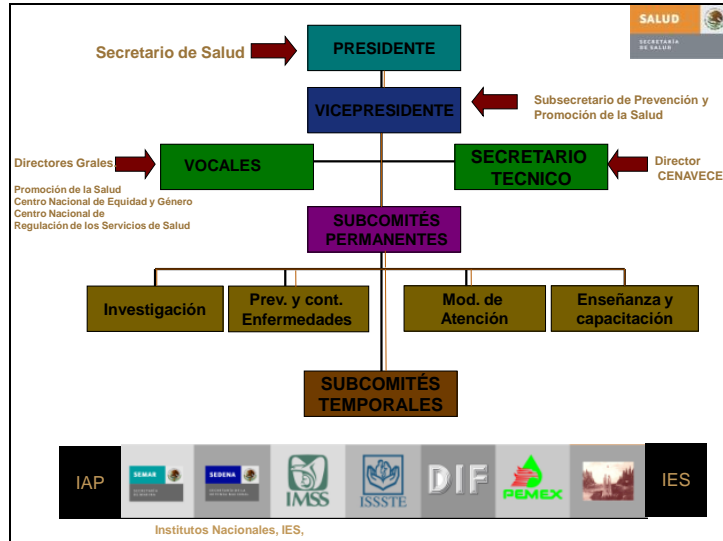 SALUD
SECRETARÍA
DE SALUD
Secretario de Salud
PRESIDENTE
VICEPRESIDENTE
Subsecretario de Prevención y
Promoción de la Salud
Directores Grales
VOCALES
SECRETARIO
TECNICO
Director
CENAVECE
Promoción de la Salud
Centro Nacional de Equidad y Género
Centro Nacional de
Regulación de los Servicios de Salud
SUBCOMITÉS
PERMANENTES
Investigación
Prev. y cont.
Enfermedades
Mod. de
Atención
Enseñanza y
capacitación
SUBCOMITÉS
TEMPORALES
IAP
SEMAR
SEDENA
IMSS
ISSSTE
DIF
PEMEX
IES
Institutos Nacionales, IES,